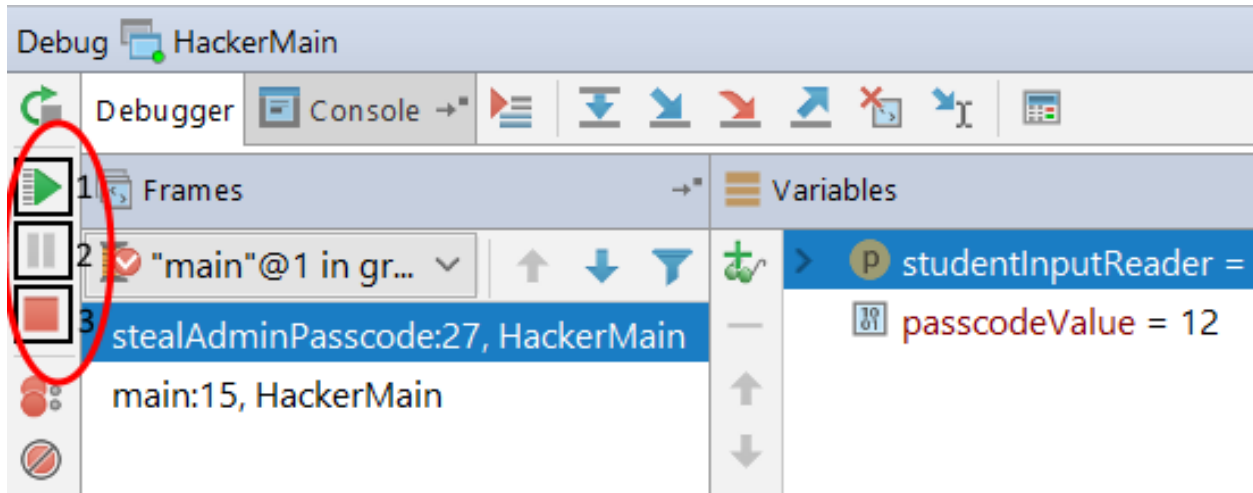 Debug HackerMain
Debugger Console
1 Frames Variables
2 "main"@1 in gr... studentInputReader =
3 stealAdminPasscode:27, HackerMain passcodeValue = 12
main:15, HackerMain